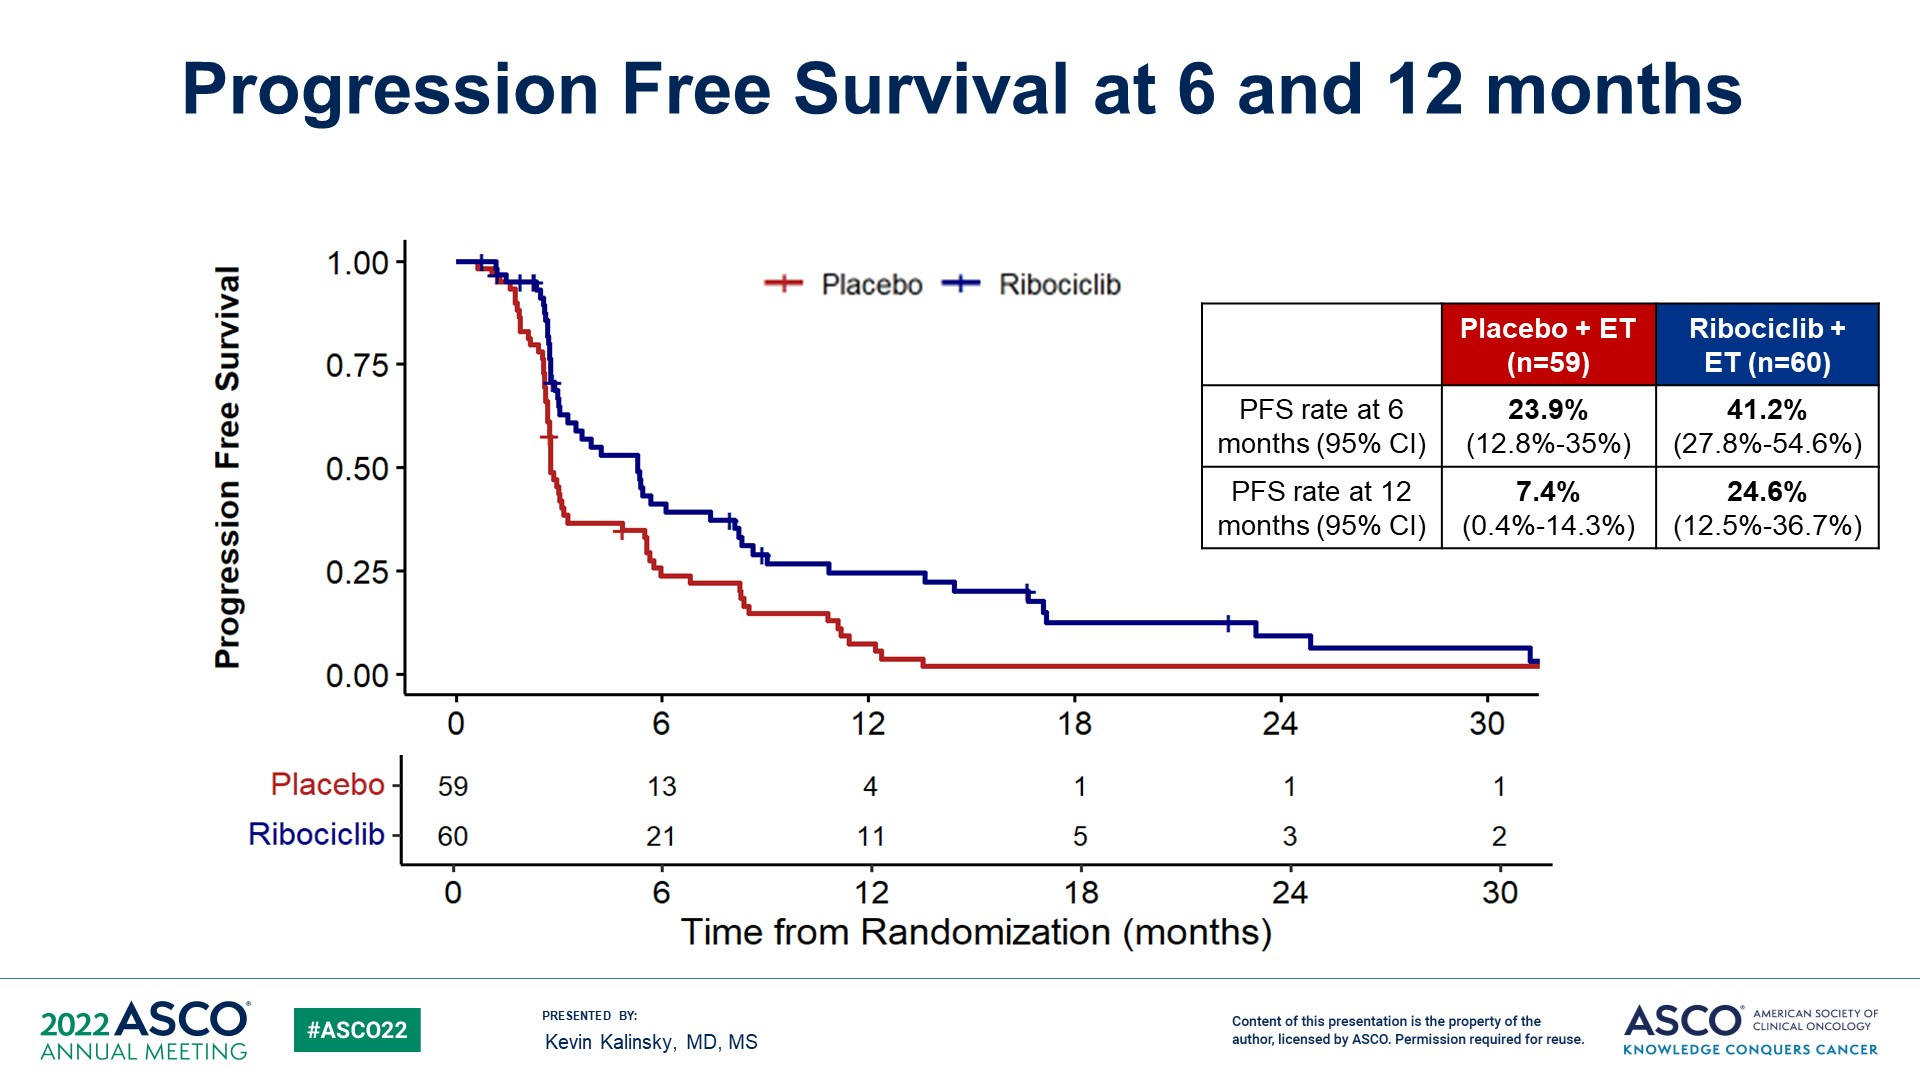 Progression Free Survival at 6 and 12 months
Progression Free Survival
1.00
0.75
0.50
0.25
0.00
Placebo Ribociclib
0 6 12 18 24 30
Placebo + ET (n=59)
Ribociclib + ET (n=60)
PFS rate at 6 months (95% CI)
23.9% (12.8%-35%)
41.2% (27.8%-54.6%)
PFS rate at 12 months (95% CI)
7.4% (0.4%-14.3%)
24.6% (12.5%-36.7%)
Placebo 59 13 4 1 1 1
Ribociclib 60 21 11 5 3 2
0 6 12 18 24 30
Time from Randomization (months)
2022 ASCO®
ANNUAL MEETING
#ASCO22
PRESENTED BY:
Kevin Kalinsky, MD, MS
Content of this presentation is the property of the
author, licensed by ASCO. Permission required for reuse.
ASCO® AMERICAN SOCIETY OF
CLINICAL ONCOLOGY
KNOWLEDGE CONQUERS CANCER